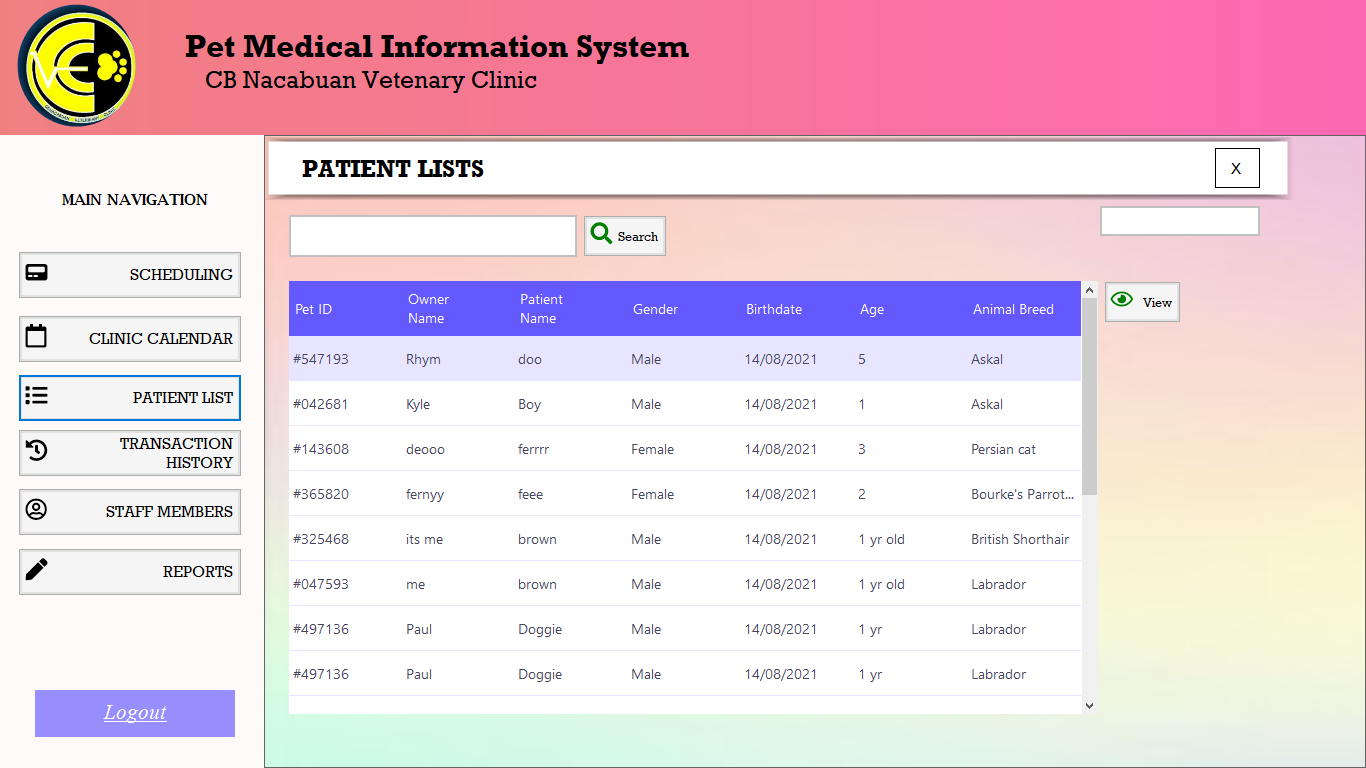 Pet Medical Information System
CB Nacabuan Vetenary Clinic
MAIN NAVIGATION
SCHEDULING
CLINIC CALENDAR
PATIENT LIST
TRANSACTION
HISTORY
STAFF MEMBERS
REPORTS
Logout
PATIENT LISTS
X
Search
View
Pet ID Owner Name Patient Name Gender Birthdate Age Animal Breed
#547193 Rhym doo Male 14/08/2021 5 Askal
#042681 Kyle Boy Male 14/08/2021 1 Askal
#143608 deooo ferrrr Female 14/08/2021 3 Persian cat
#365820 fernyy feee Female 14/08/2021 2 Bourke's Parrot...
#325468 its me brown Male 14/08/2021 1 yr old British Shorthair
#047593 me brown Male 14/08/2021 1 yr old Labrador
#497136 Paul Doggie Male 14/08/2021 1 yr Labrador
#497136 Paul Doggie Male 14/08/2021 1 yr Labrador